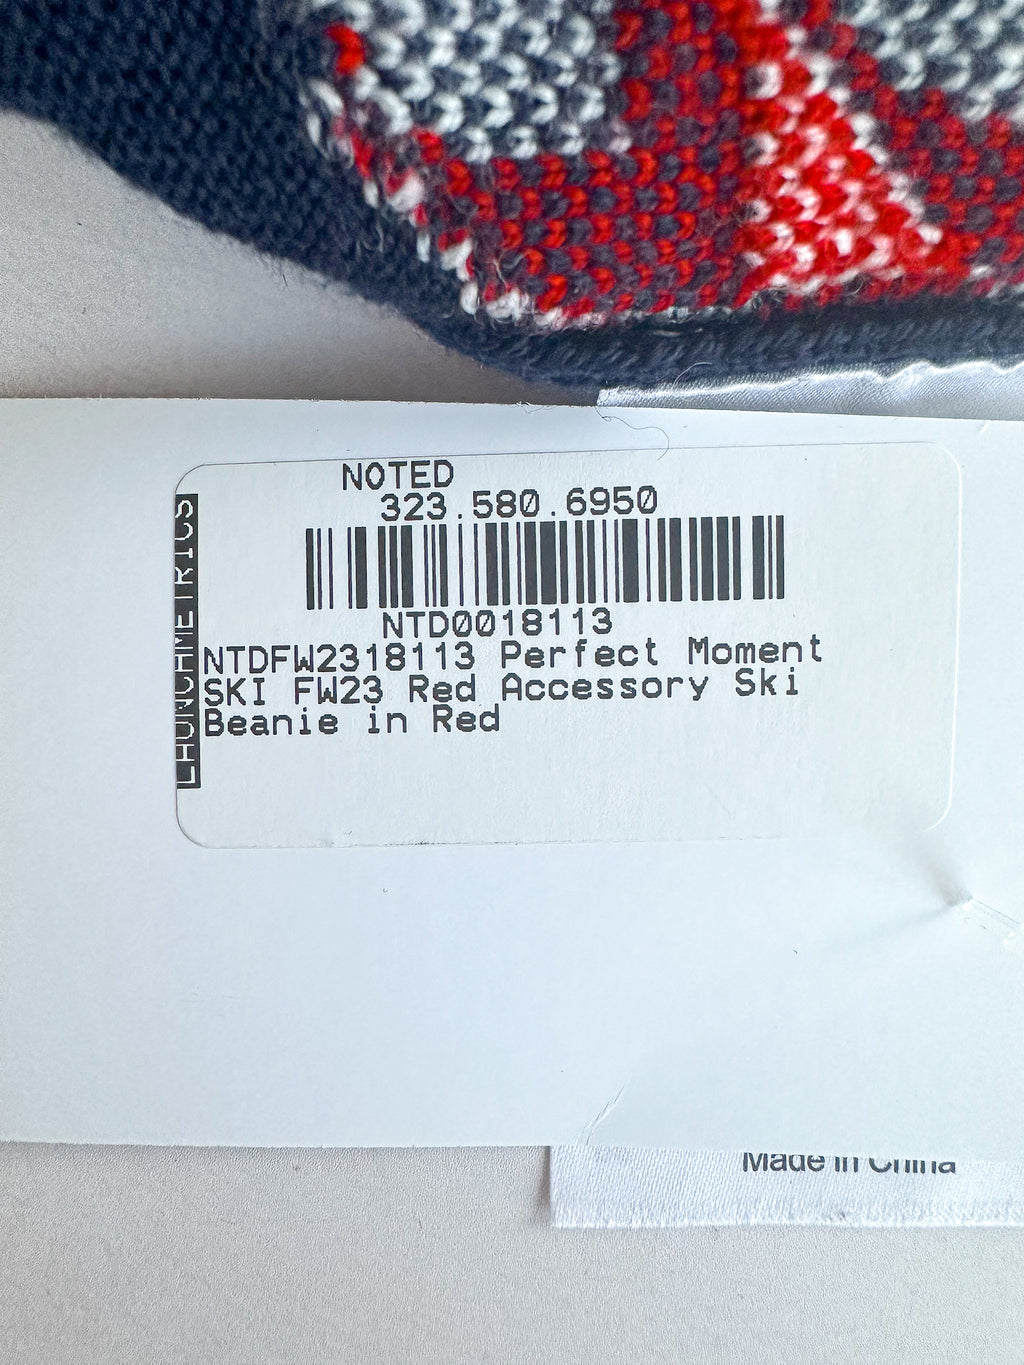 NOTED
323.580.6950
LAUNCHMETRICS
NTD0018113
NTDFW2318113 Perfect Moment
SKI FW23 Red Accessory Ski
Beanie in Red
Made in China